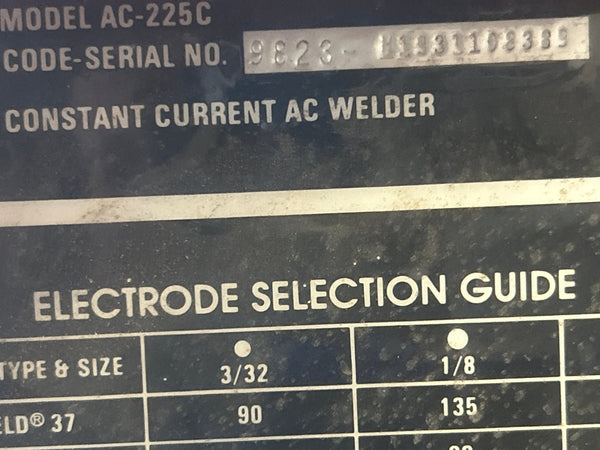 MODEL AC-225C
CODE-SERIAL NO. 9823-
CONSTANT CURRENT AC WELDER
ELECTRODE SELECTION GUIDE
TYPE & SIZE 3/32 1/8
ELD® 37 90 135